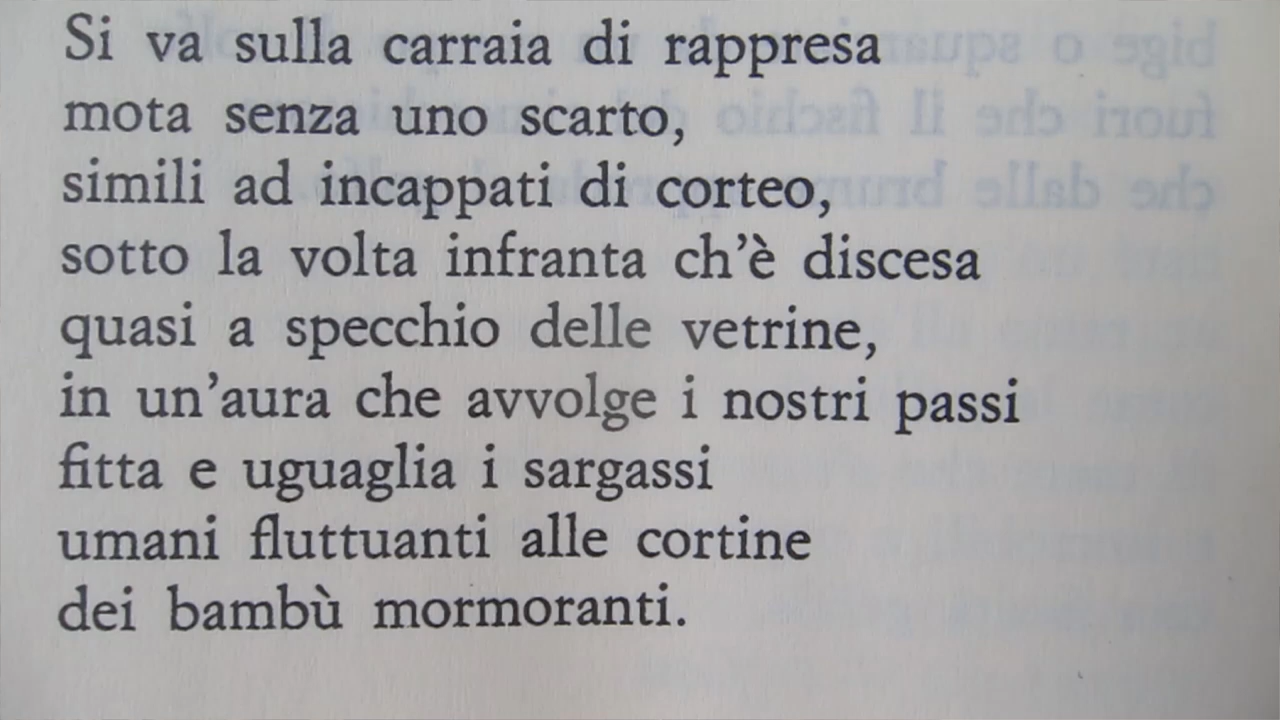 Si va sulla carraia di rappresa
mota senza uno scarto,
simili ad incappati di corteo,
sotto la volta infranta ch'è discesa
quasi a specchio delle vetrine,
in un'aura che avvolge i nostri passi
fitta e uguaglia i sargassi
umani fluttuanti alle cortine
dei bambù mormoranti.